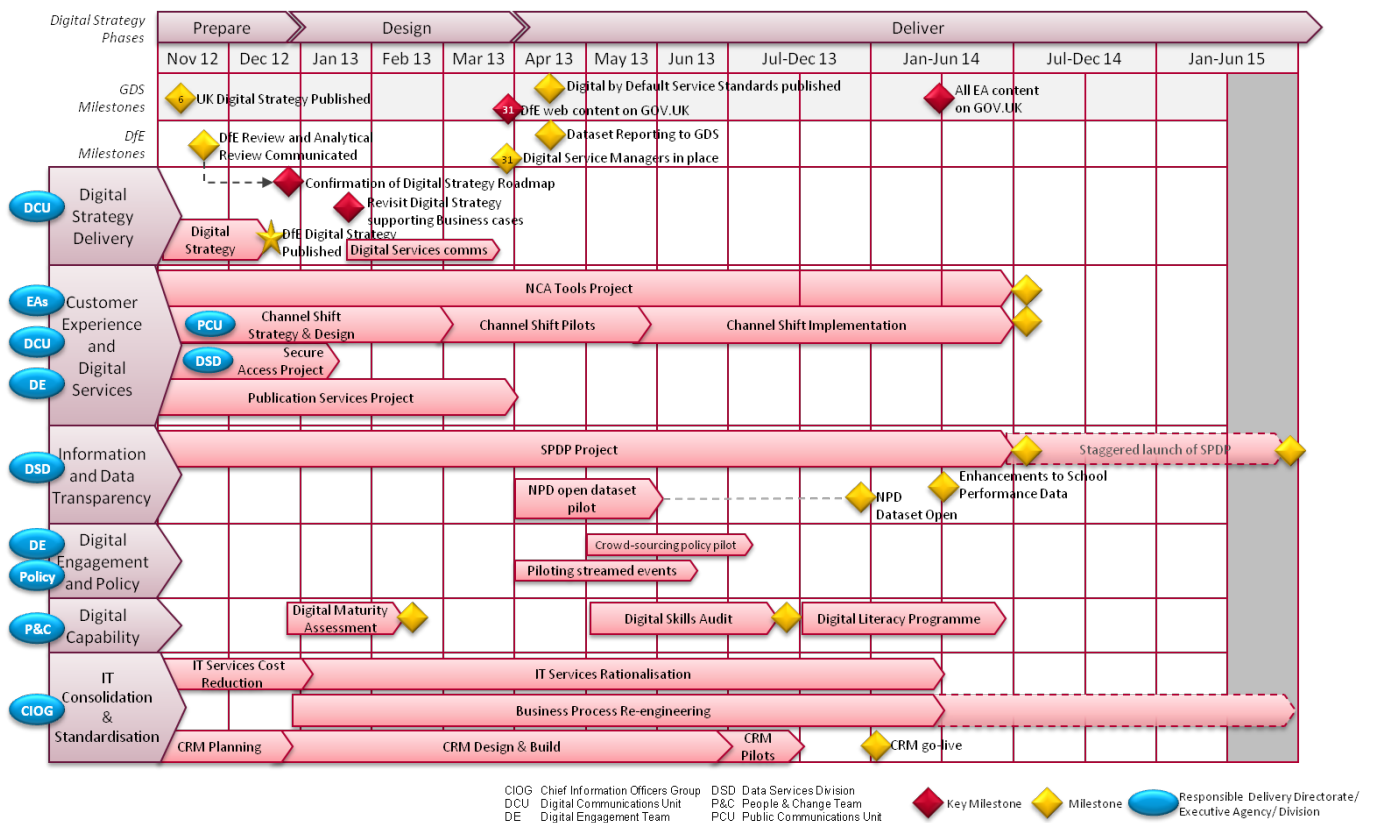 Digital Strategy
Phases
Prepare
Design
Deliver
Nov 12
Dec 12
Jan 13
Feb 13
Mar 13
Apr 13
May 13
Jun 13
Jul-Dec 13
Jan-Jun 14
Jul-Dec 14
Jan-Jun 15
GDS
Milestones
6
UK Digital Strategy Published
Digital by Default Service Standards published
31
DfE web content on GOV.UK
All EA content
on GOV.UK
DfE
Milestones
DfE Review and Analytical
Review Communicated
Dataset Reporting to GDS
31
Digital Service Managers in place
DCU
Digital
Strategy
Delivery
Confirmation of Digital Strategy Roadmap
Revisit Digital Strategy
supporting Business cases
Digital
Strategy
DfE Digital Strategy
Published
Digital Services comms
EAs
DCU
DE
Customer
Experience
and
Digital
Services
NCA Tools Project
PCU
Channel Shift
Strategy & Design
Channel Shift Pilots
Channel Shift Implementation
DSD
Secure
Access Project
Publication Services Project
DSD
Information
and Data
Transparency
SPDP Project
Staggered launch of SPDP
NPD open dataset
pilot
NPD
Dataset Open
Enhancements to School
Performance Data
DE
Policy
Digital
Engagement
and Policy
Crowd-sourcing policy pilot
Piloting streamed events
P&C
Digital
Capability
Digital Maturity
Assessment
Digital Skills Audit
Digital Literacy Programme
CIOG
IT
Consolidation
&
Standardisation
IT Services Cost
Reduction
IT Services Rationalisation
Business Process Re-engineering
CRM Planning
CRM Design & Build
CRM
Pilots
CRM go-live
CIOG Chief Information Officers Group
DCU Digital Communications Unit
DE Digital Engagement Team
DSD Data Services Division
P&C People & Change Team
PCU Public Communications Unit
Key Milestone
Milestone
Responsible Delivery Directorate/
Executive Agency/ Division